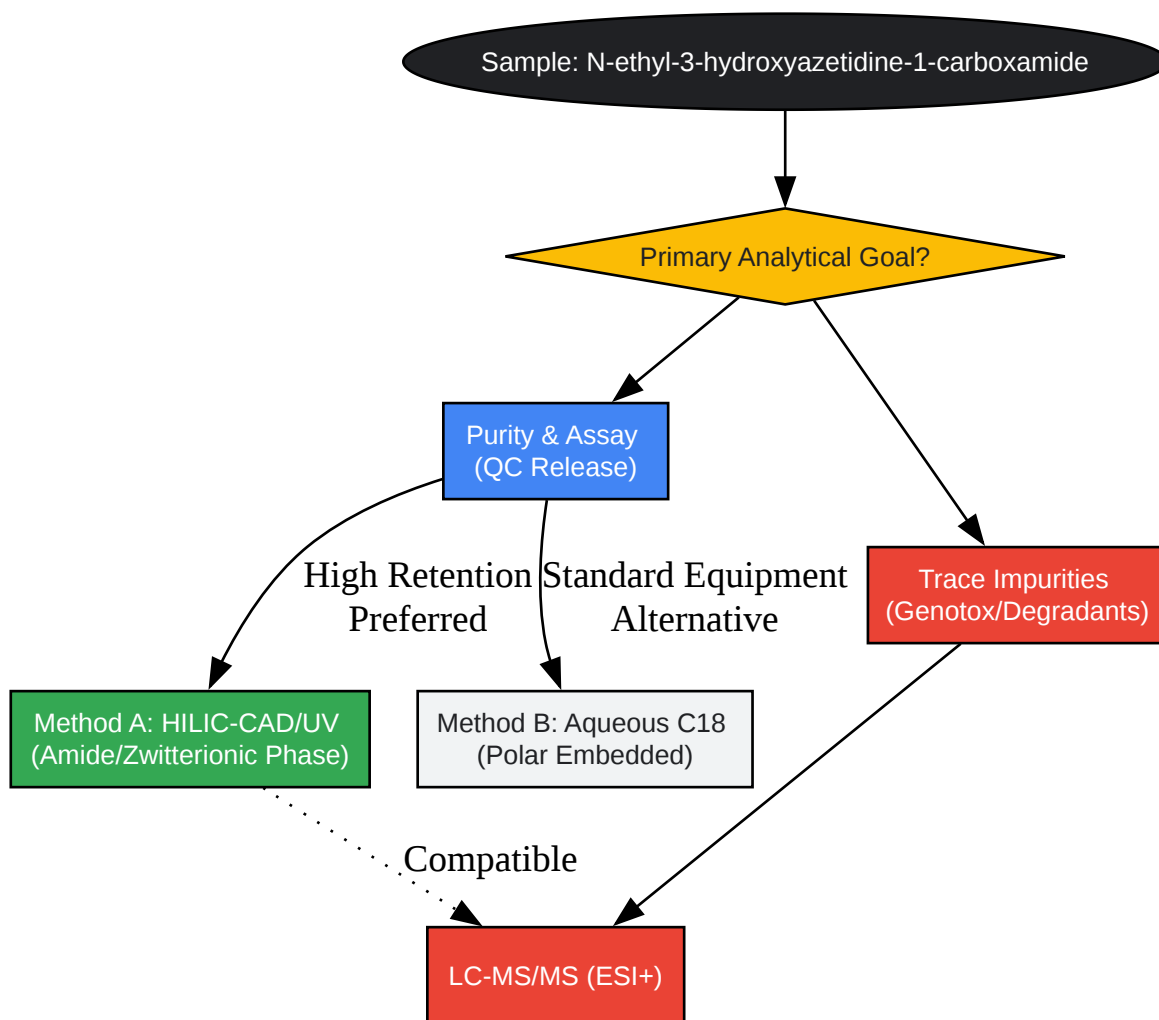 Sample: N-ethyl-3-hydroxyazetidine-1-carboxamide
Primary Analytical Goal?
Purity & Assay
(QC Release)
High Retention
Preferred
Standard Equipment
Alternative
Trace Impurities
(Genotox/Degradants)
Method A: HILIC-CAD/UV
(Amide/Zwitterionic Phase)
Method B: Aqueous C18
(Polar Embedded)
Compatible
LC-MS/MS (ESI+)